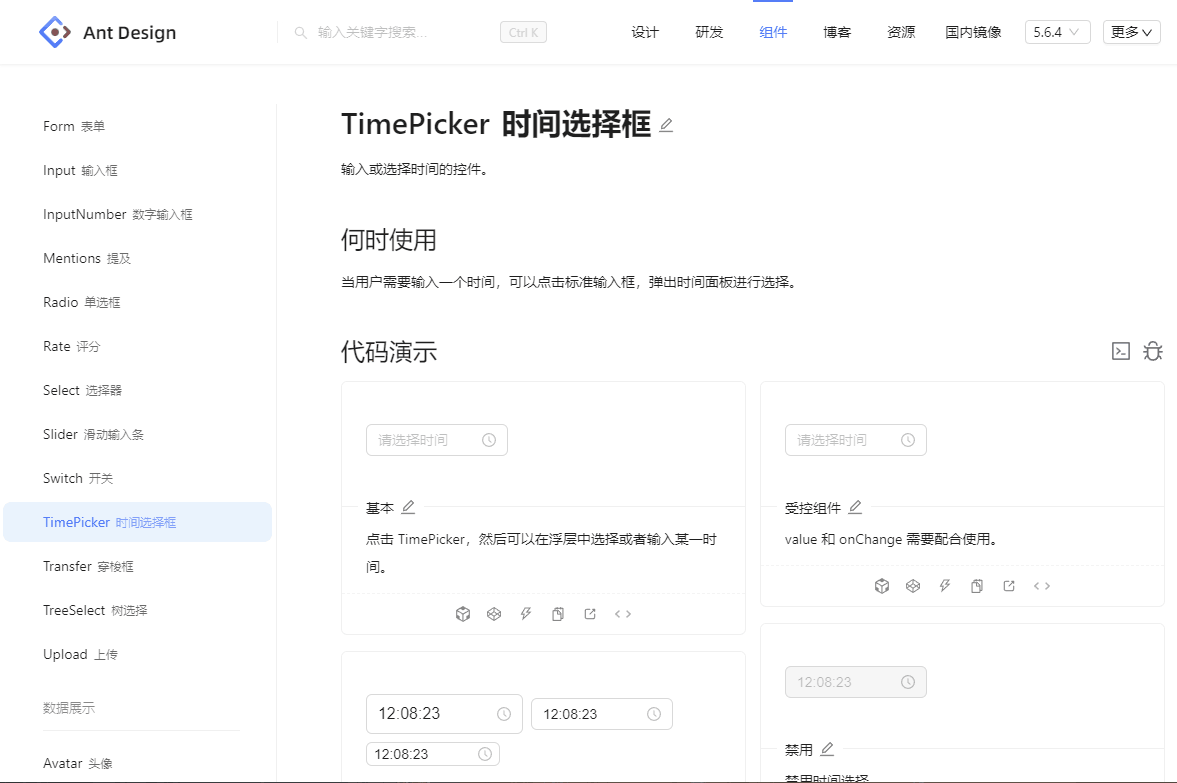 Ant Design
输入关键字搜索...
Ctrl K
设计
研发
组件
博客
资源
国内镜像
5.6.4
更多
Form 表单
Input 输入框
InputNumber 数字输入框
Mentions 提及
Radio 单选框
Rate 评分
Select 选择器
Slider 滑动输入条
Switch 开关
TimePicker 时间选择框
Transfer 穿梭框
TreeSelect 树选择
Upload 上传
数据展示
Avatar 头像
TimePicker 时间选择框
输入或选择时间的控件。
何时使用
当用户需要输入一个时间，可以点击标准输入框，弹出时间面板进行选择。
代码演示
请选择时间
基本
点击 TimePicker，然后可以在浮层中选择或者输入某一时
间。
12:08:23
12:08:23
12:08:23
请选择时间
受控组件
value 和 onChange 需要配合使用。
12:08:23
禁用
禁用时间选择